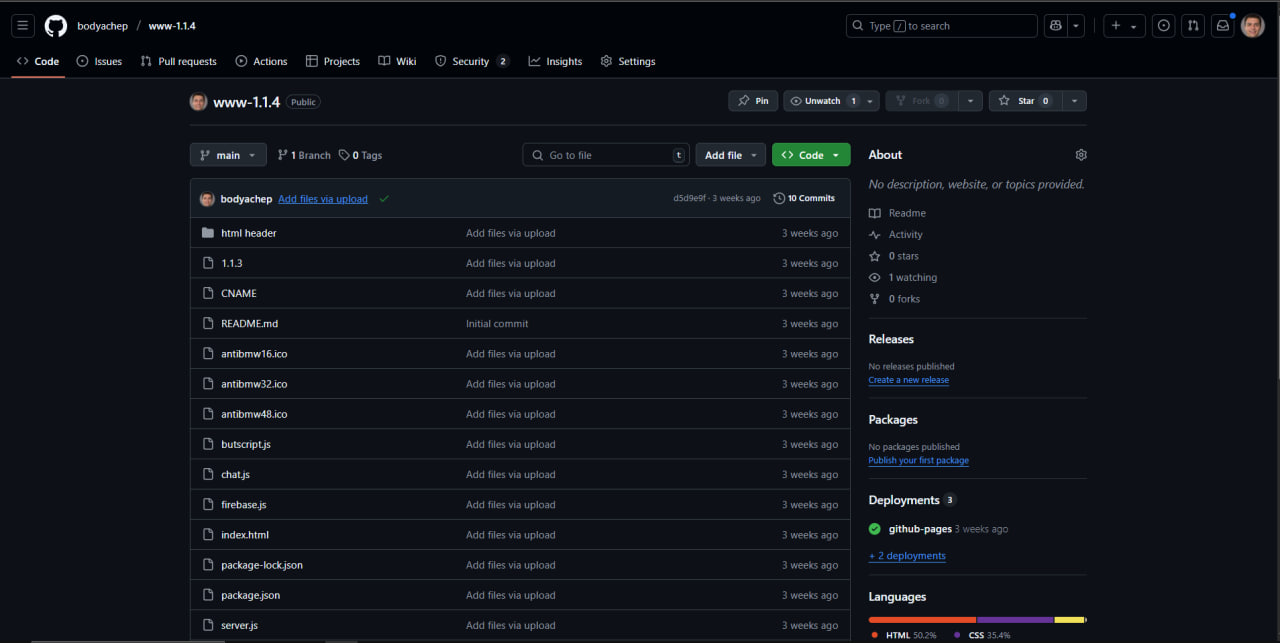 bodyachep / www-1.1.4
Type / to search
Code Issues Pull requests Actions Projects Wiki Security 2 Insights Settings
www-1.1.4 Public
Pin Unwatch 1 Fork 0 Star 0
main 1 Branch 0 Tags Go to file t Add file Code
bodyachep Add files via upload d5d9e9f · 3 weeks ago 10 Commits
html header Add files via upload 3 weeks ago
1.1.3 Add files via upload 3 weeks ago
CNAME Add files via upload 3 weeks ago
README.md Initial commit 3 weeks ago
antibmw16.ico Add files via upload 3 weeks ago
antibmw32.ico Add files via upload 3 weeks ago
antibmw48.ico Add files via upload 3 weeks ago
butscript.js Add files via upload 3 weeks ago
chat.js Add files via upload 3 weeks ago
firebase.js Add files via upload 3 weeks ago
index.html Add files via upload 3 weeks ago
package-lock.json Add files via upload 3 weeks ago
package.json Add files via upload 3 weeks ago
server.js Add files via upload 3 weeks ago
About
No description, website, or topics provided.
Readme
Activity
0 stars
1 watching
0 forks
Releases
No releases published
Create a new release
Packages
No packages published
Publish your first package
Deployments 3
github-pages 3 weeks ago
+ 2 deployments
Languages
HTML 50.2% CSS 35.4%